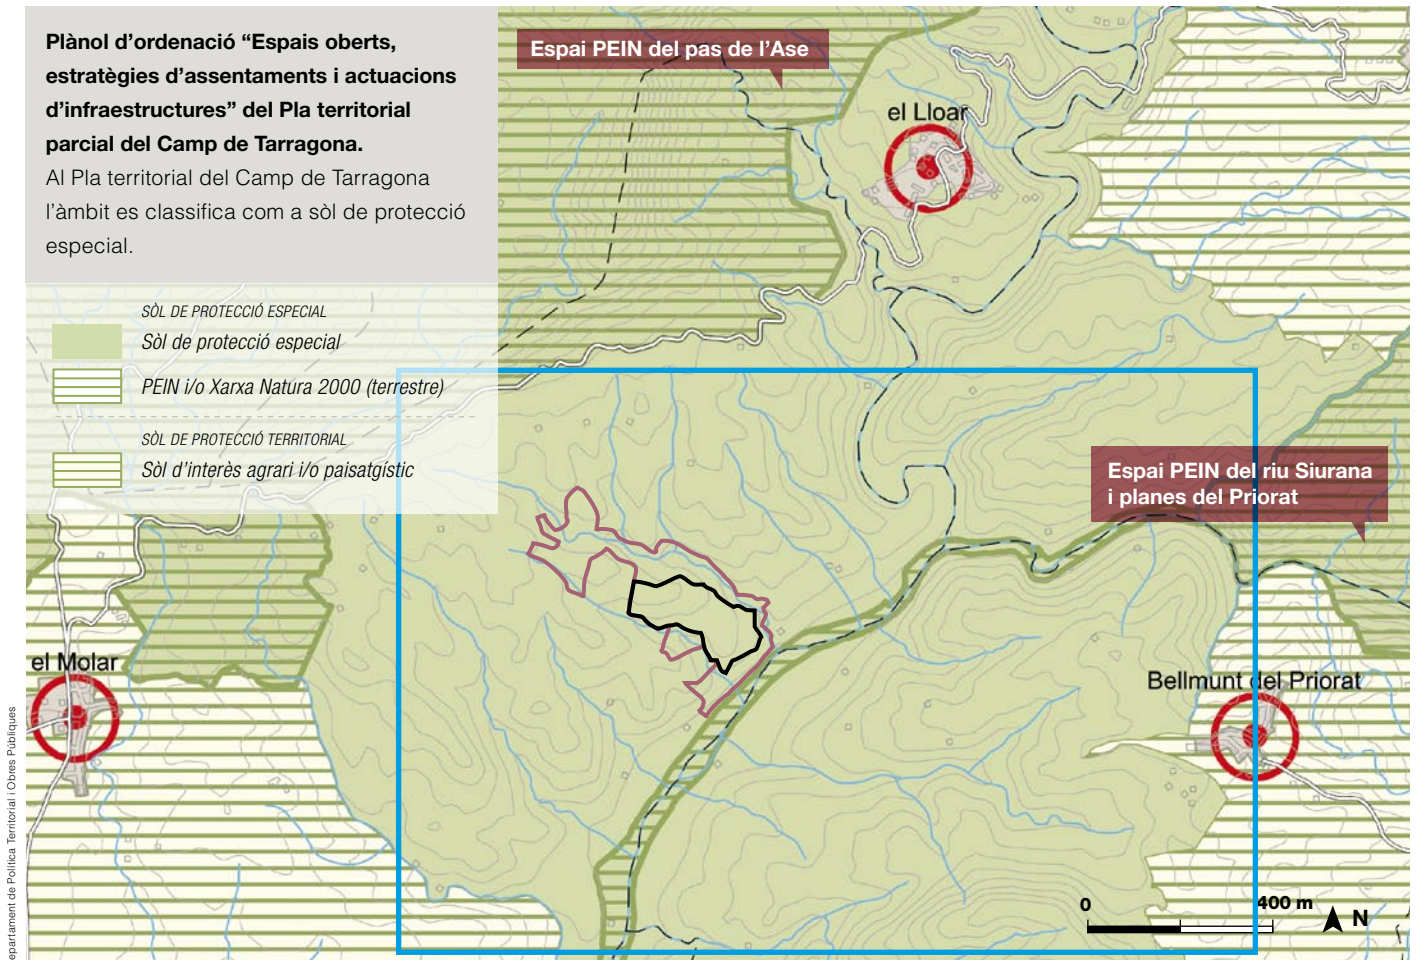 Plànol d’ordenació “Espais oberts,
estratègies d’assentaments i actuacions
d’infraestructures” del Pla territorial
parcial del Camp de Tarragona.
Al Pla territorial del Camp de Tarragona
l’àmbit es classifica com a sòl de protecció
especial.
SÒL DE PROTECCIÓ ESPECIAL
Sòl de protecció especial
PEIN i/o Xarxa Natura 2000 (terrestre)
SÒL DE PROTECCIÓ TERRITORIAL
Sòl d’interès agrari i/o paisatgístic
Espai PEIN del pas de l’Ase
el Lloar
Espai PEIN del riu Siurana
i planes del Priorat
el Molar
Bellmunt del Priorat
0 400 m N
epartament de Política Territorial i Obres Públiques